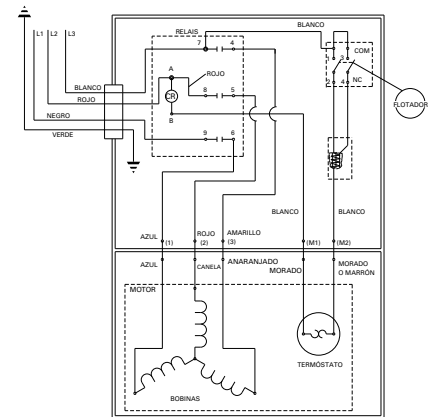 BLANCO
RELAIS
L1 L2 L3
7 4
COM
1 3
A
ROJO
NC
BLANCO
CR
8 5
2 4
ROJO
FLOTADOR
B
NEGRO
9 6
VERDE
BLANCO BLANCO
AZUL (1) ROJO (2) AMARILLO (3) (M1) (M2)
AZUL CANELA ANARANJADO MORADO MORADO O MARRÓN
MOTOR
TERMÓSTATO
BOBINAS